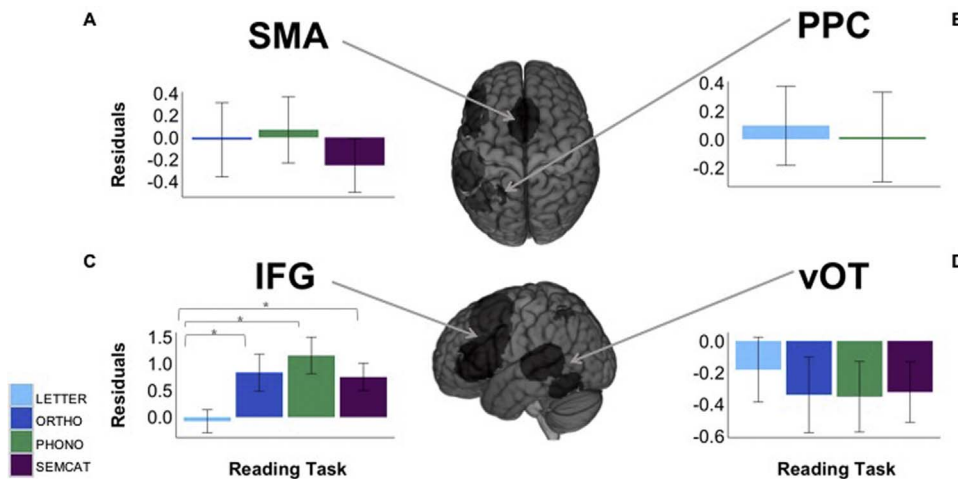 A
SMA
PPC
B
Residuals
0.4
0.2
0.0
-0.2
-0.4
0.4
0.2
0.0
-0.2
C
IFG
vOT
D
*
*
*
Residuals
1.5
1.0
0.5
0.0
0.0
-0.2
-0.4
-0.6
LETTER
ORTHO
PHONO
SEMCAT
Reading Task
Reading Task